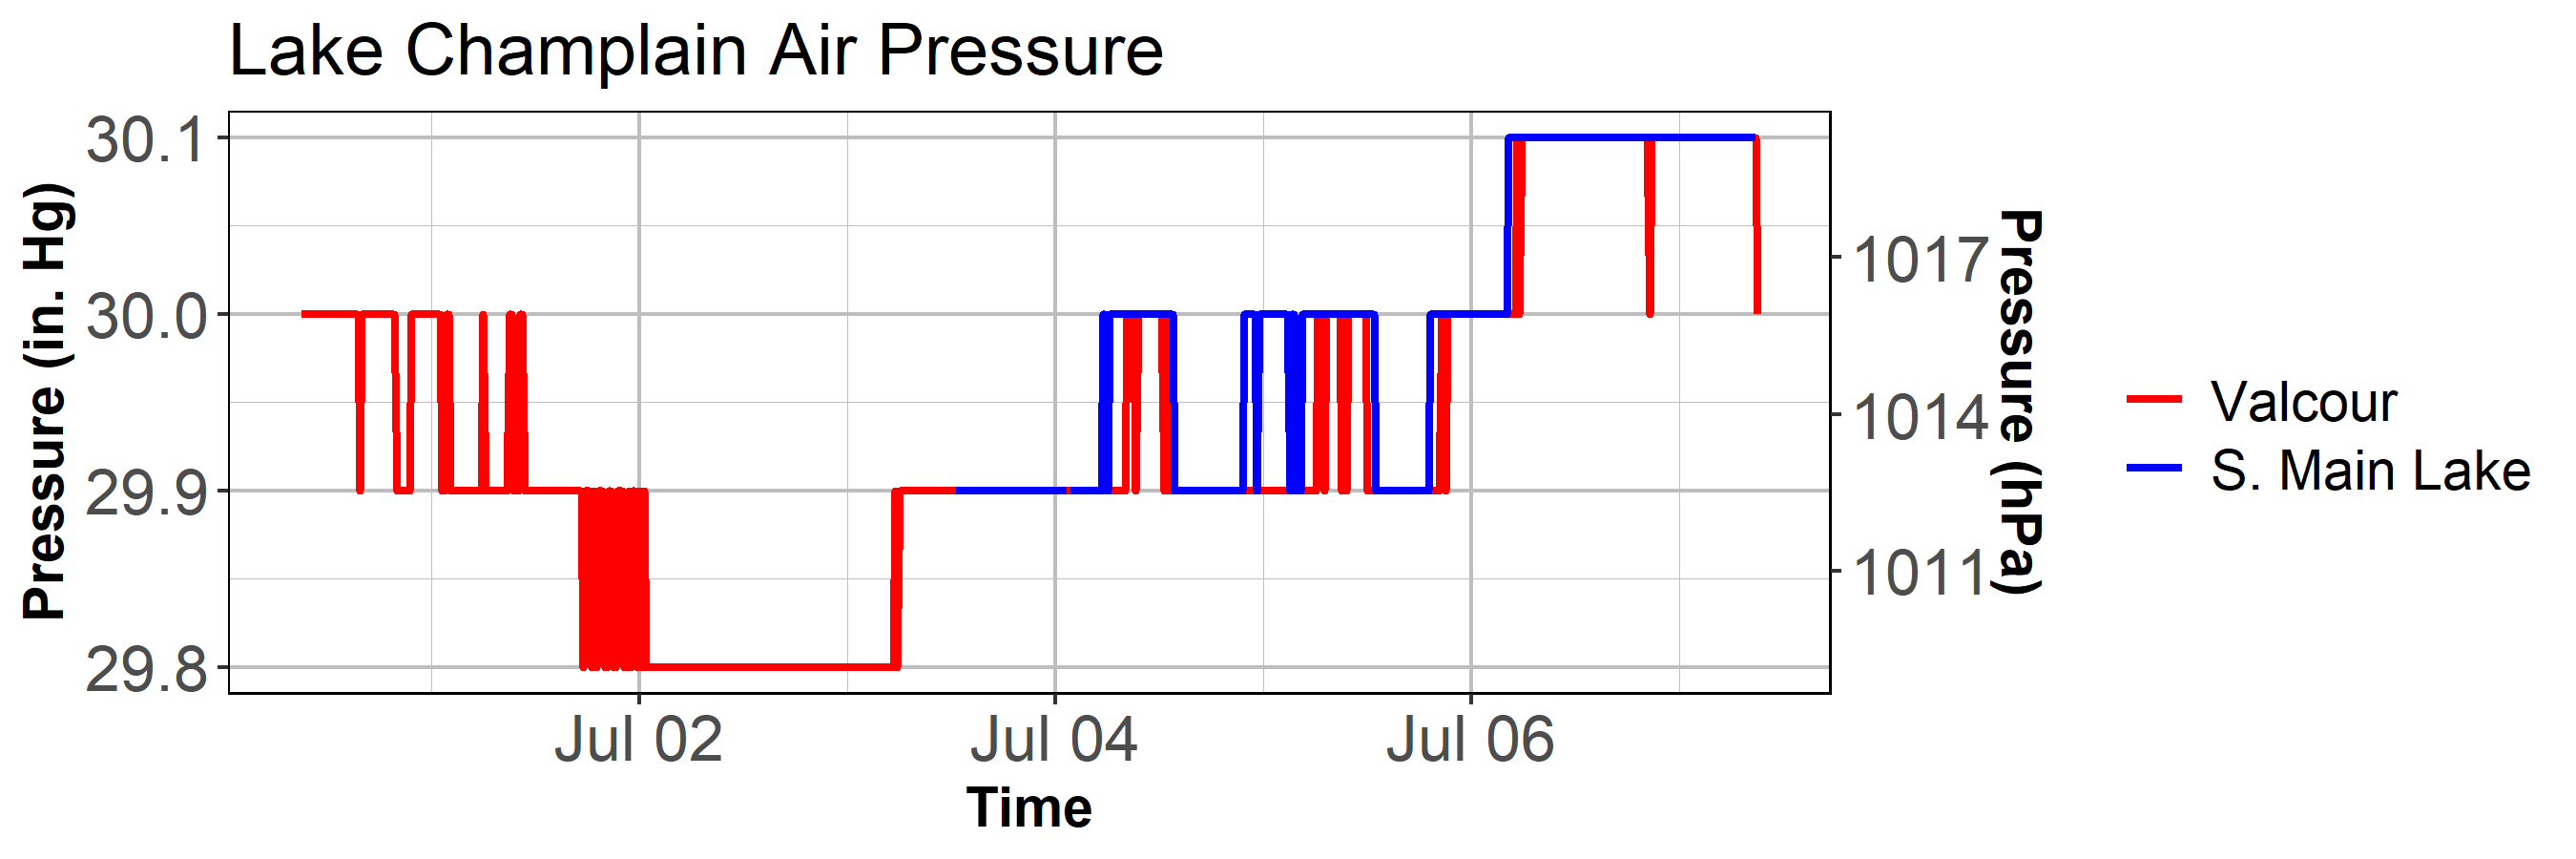 Lake Champlain Air Pressure
30.1
30.0
29.9
29.8
Pressure (in. Hg)
1017
1014
1011
Pressure (hPa)
Jul 02
Jul 04
Jul 06
Time
Valcour
S. Main Lake